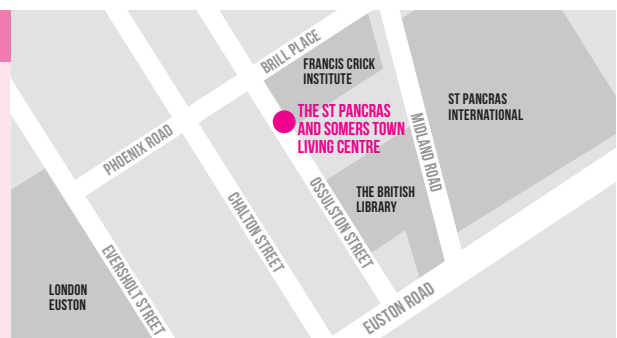 BRILL PLACE
FRANCIS CRICK
INSTITUTE
ST PANCRAS
INTERNATIONAL
THE ST PANCRAS
AND SOMERS TOWN
LIVING CENTRE
MIDLAND ROAD
PHOENIX ROAD
OSSULSTON STREET
THE BRITISH
LIBRARY
CHALTON STREET
EVERSHOLT STREET
LONDON
EUSTON
EUSTON ROAD